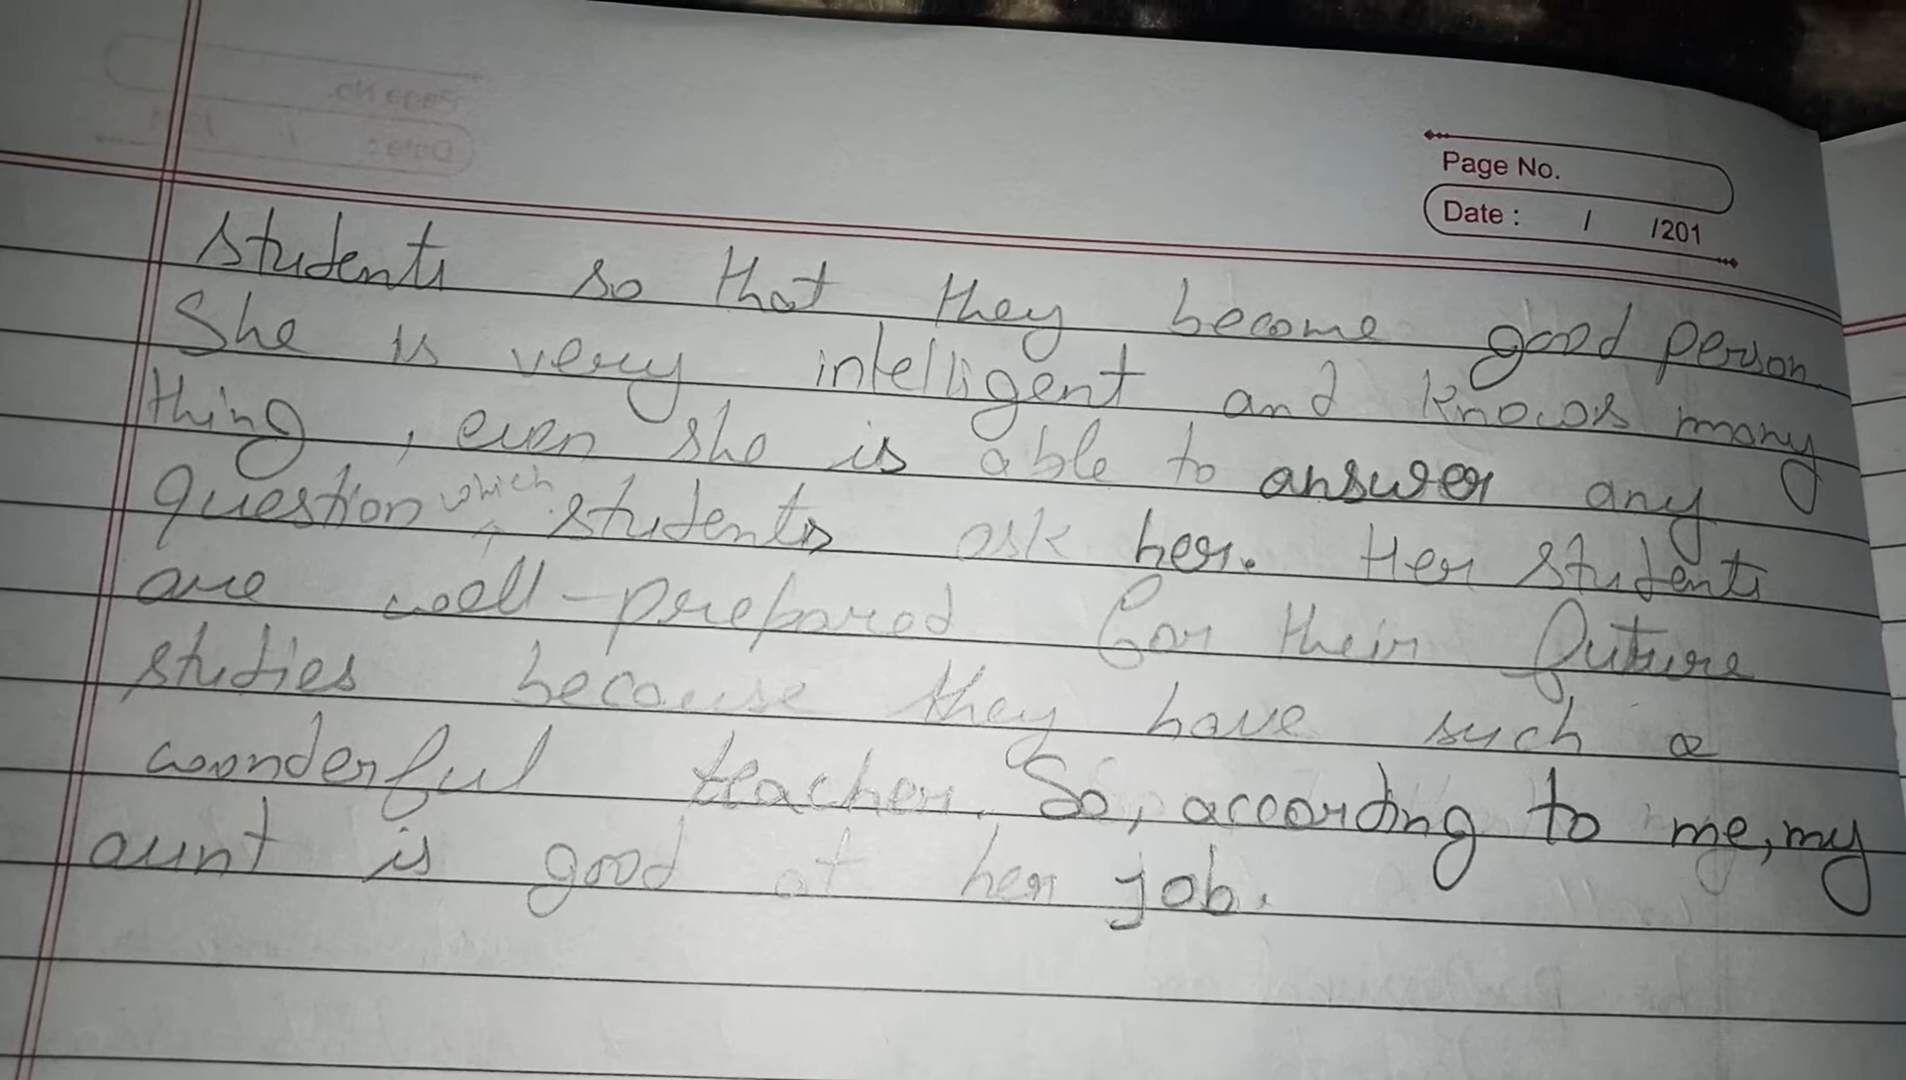 Page No.
Date : / /201
students so that they become good person
She is very intelligent and knows many
thing, even she is able to answer any
question which students ask her. Her students
are well-prepared for their future
studies because they have such a
wonderful teacher. So, according to me, my
aunt is good at her job.